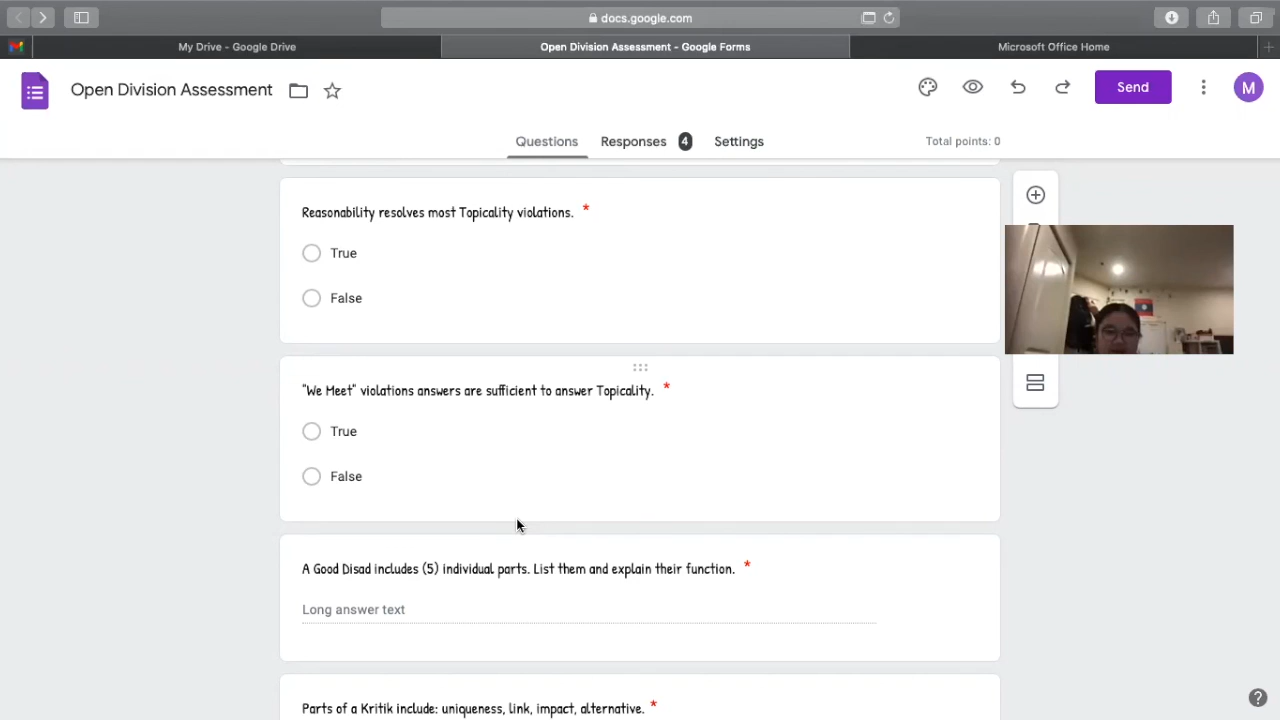 docs.google.com
My Drive - Google Drive
Open Division Assessment - Google Forms
Microsoft Office Home
Open Division Assessment
Send
M
Questions
Responses 4
Settings
Total points: 0
Reasonability resolves most Topicality violations. *
True
False
"We Meet" violations answers are sufficient to answer Topicality. *
True
False
A Good Disad includes (5) individual parts. List them and explain their function. *
Long answer text
Parts of a Kritik include: uniqueness, link, impact, alternative. *